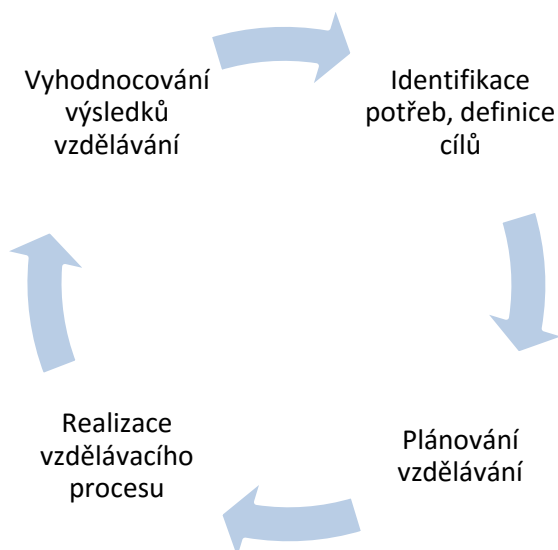 Vyhodnocování
výsledků
vzdělávání
Identifikace
potřeb, definice
cílů
Realizace
vzdělávacího
procesu
Plánování
vzdělávání